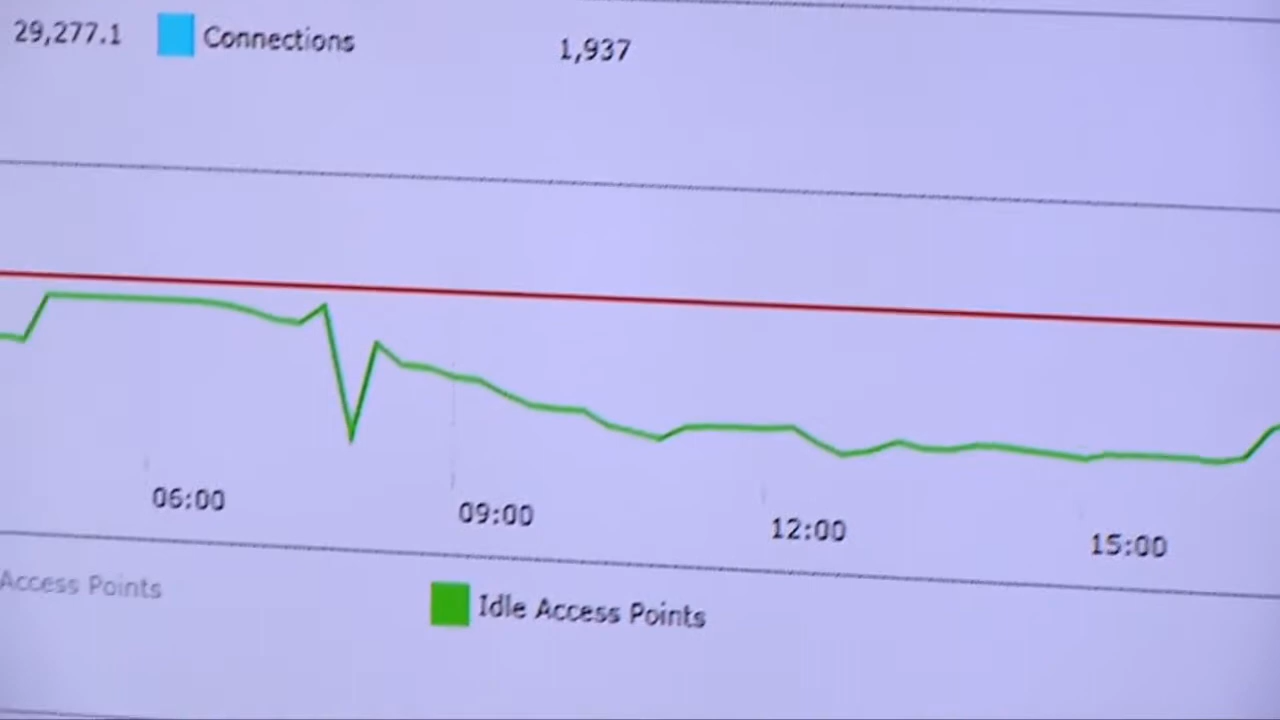 29,277.1 Connections 1,937
06:00 09:00 12:00 15:00
Access Points Idle Access Points